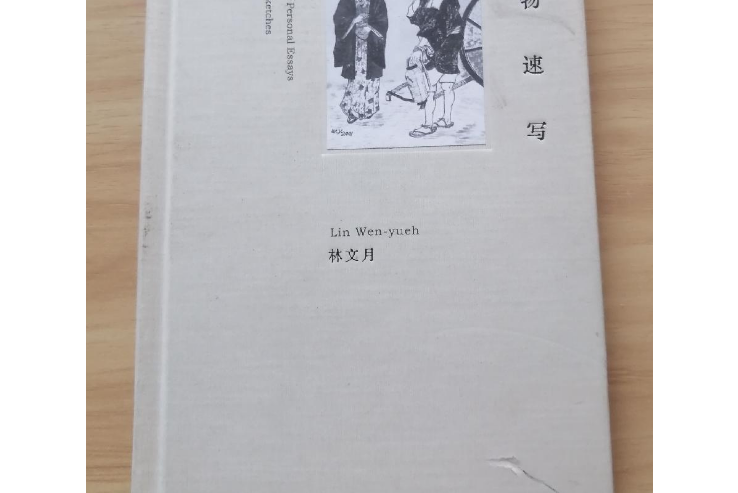 速
写
Personal Essays
Lin Wen-yueh
林文月